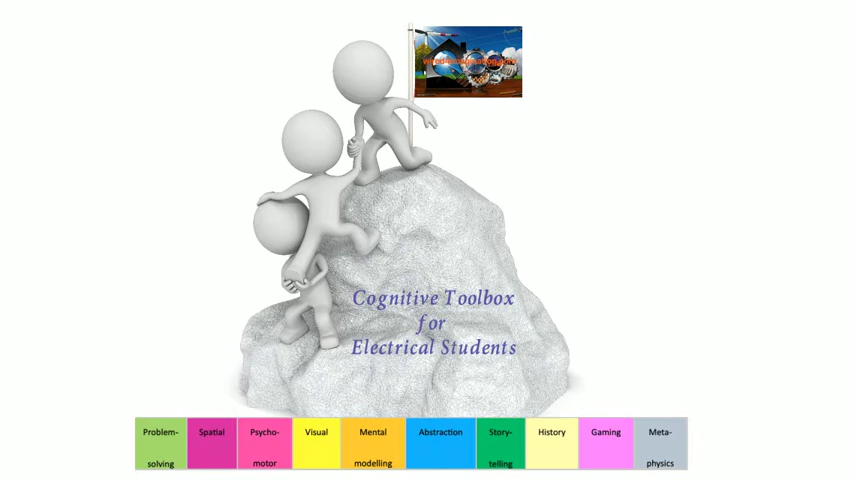 Cognitive Toolbox
for
Electrical Students
Problem-
solving
Spatial
Psycho-
motor
Visual
Mental
modelling
Abstraction
Story-
telling
History
Gaming
Meta-
physics